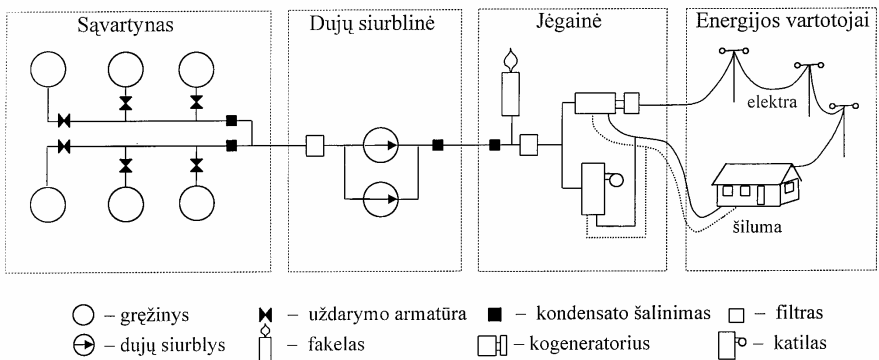 Sąvartynas
Dujų siurblinė
Jėgainė
Energijos vartotojai
elektra
šiluma
– gręžinys
– uždarymo armatūra
– kondensato šalinimas
– filtras
– dujų siurblys
– fakelas
– kogeneratorius
– katilas